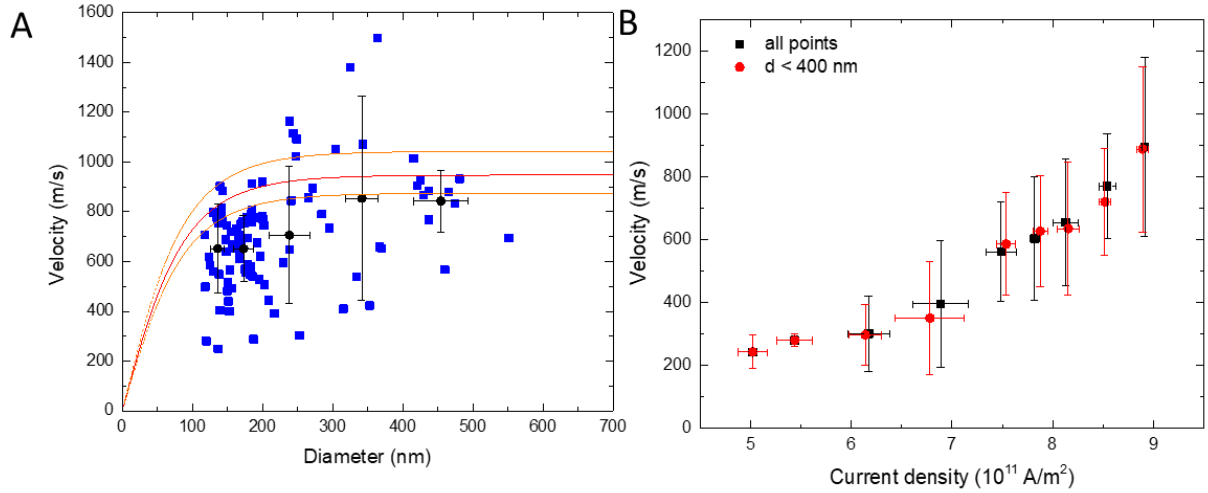 A
1600
1400
1200
1000
800
600
400
200
0
0 100 200 300 400 500 600 700
Velocity (m/s)
Diameter (nm)
B
all points
d < 400 nm
1200
1000
800
600
400
200
0
5 6 7 8 9
Velocity (m/s)
Current density (10¹¹ A/m²)